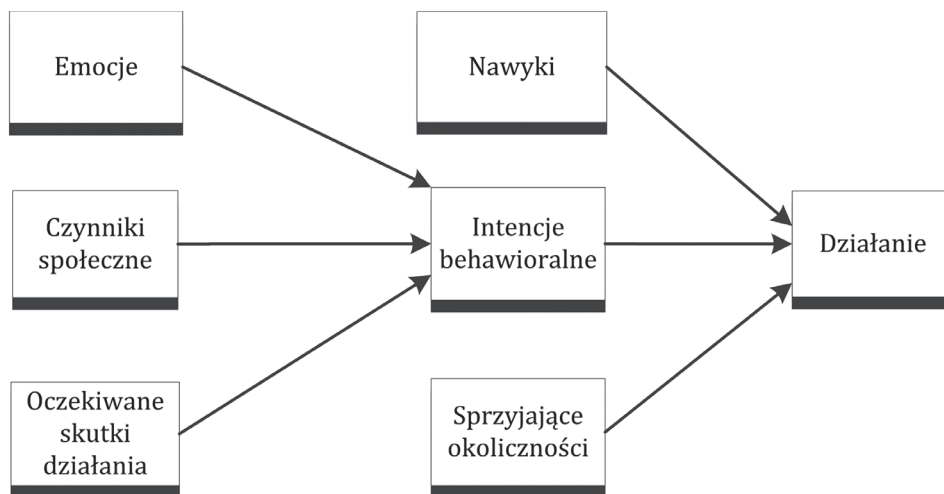 Emocje
Nawyki
Czynniki
społeczne
Intencje
behawioralne
Działanie
Oczekiwane
skutki
działania
Sprzyjające
okoliczności